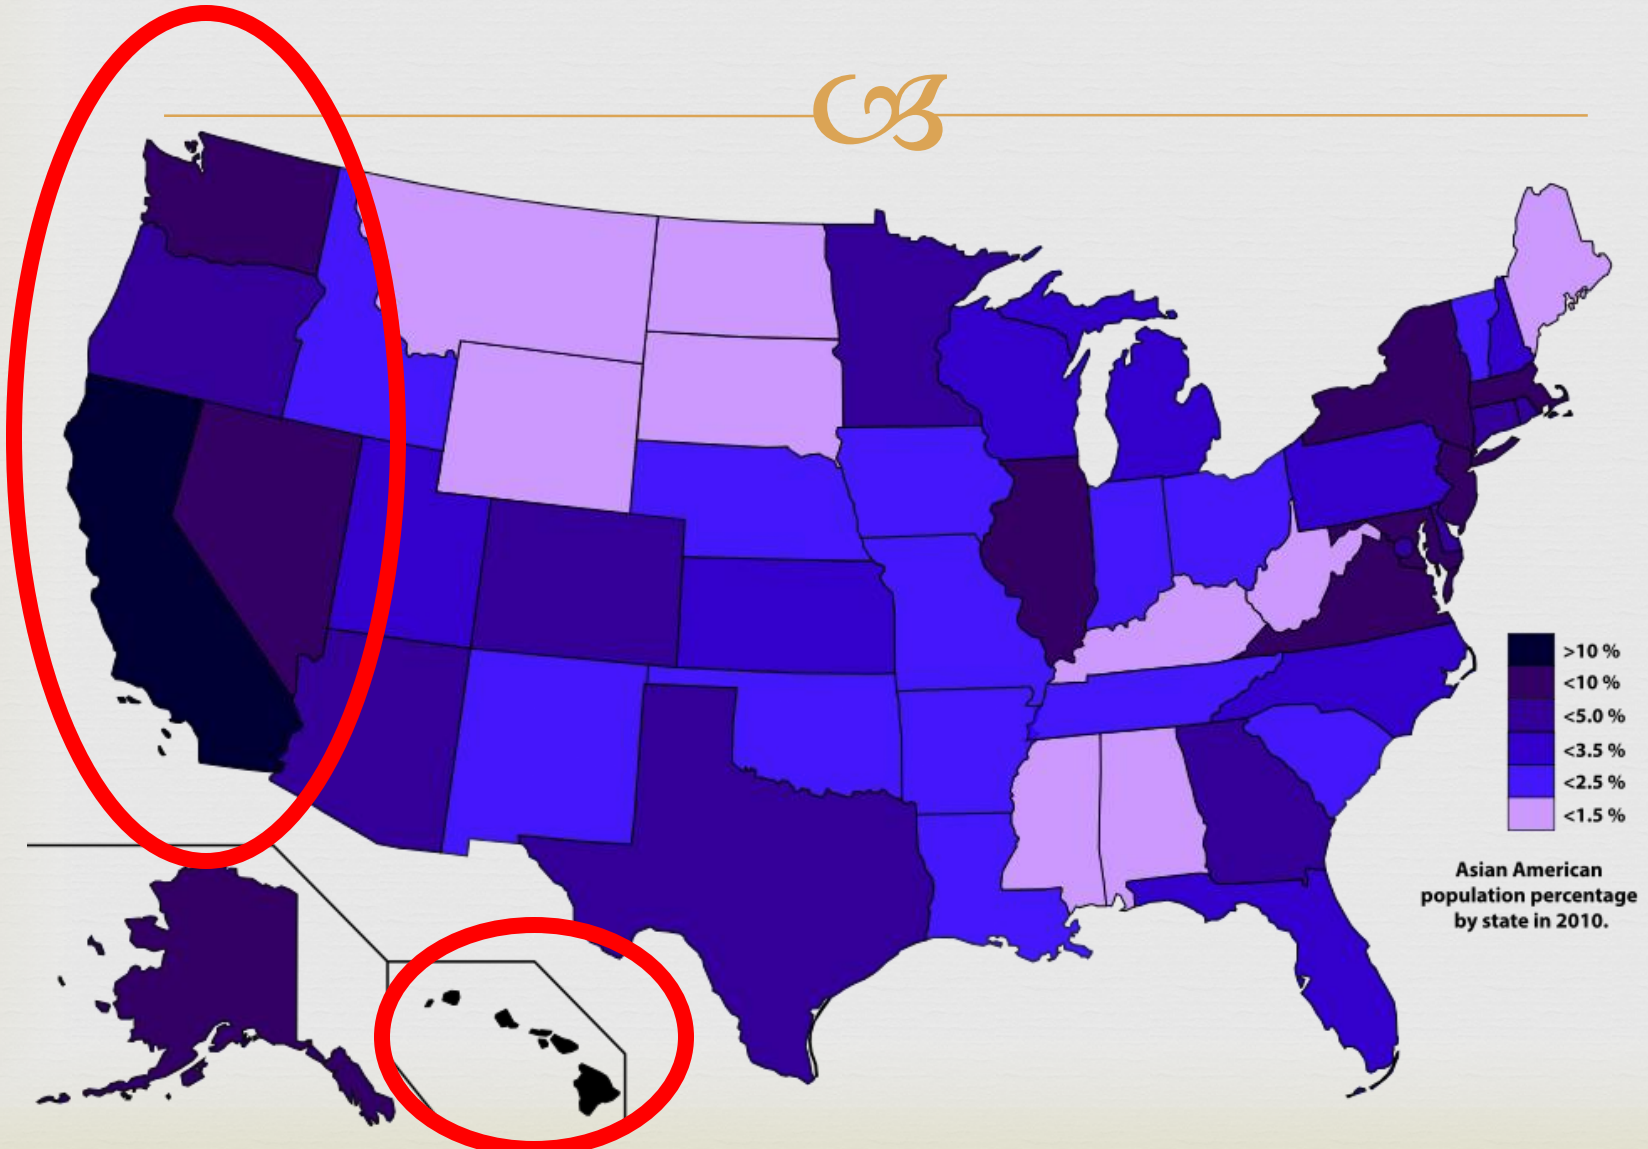 >10 %
<10 %
<5.0 %
<3.5 %
<2.5 %
<1.5 %
Asian American
population percentage
by state in 2010.